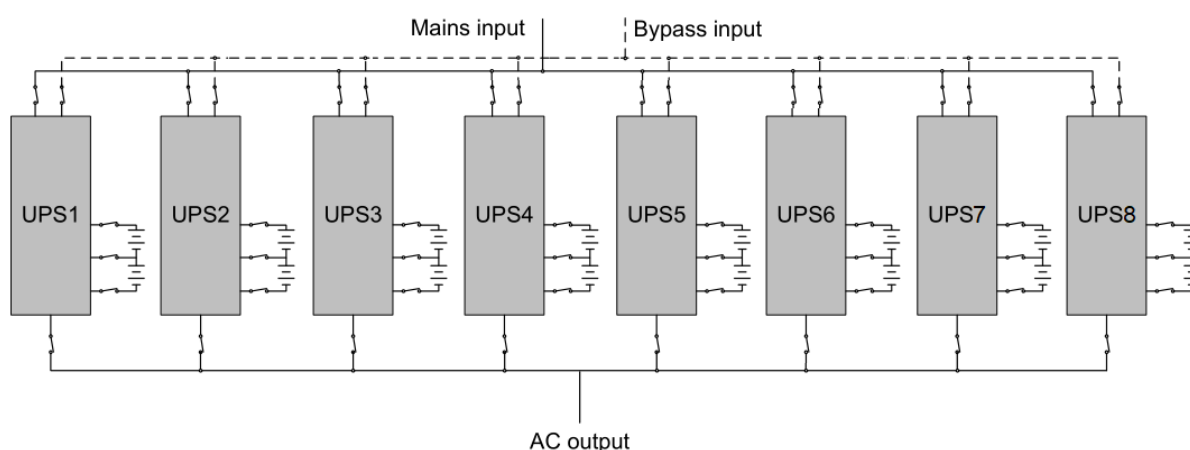 Mains input
Bypass input
UPS1
UPS2
UPS3
UPS4
UPS5
UPS6
UPS7
UPS8
AC output